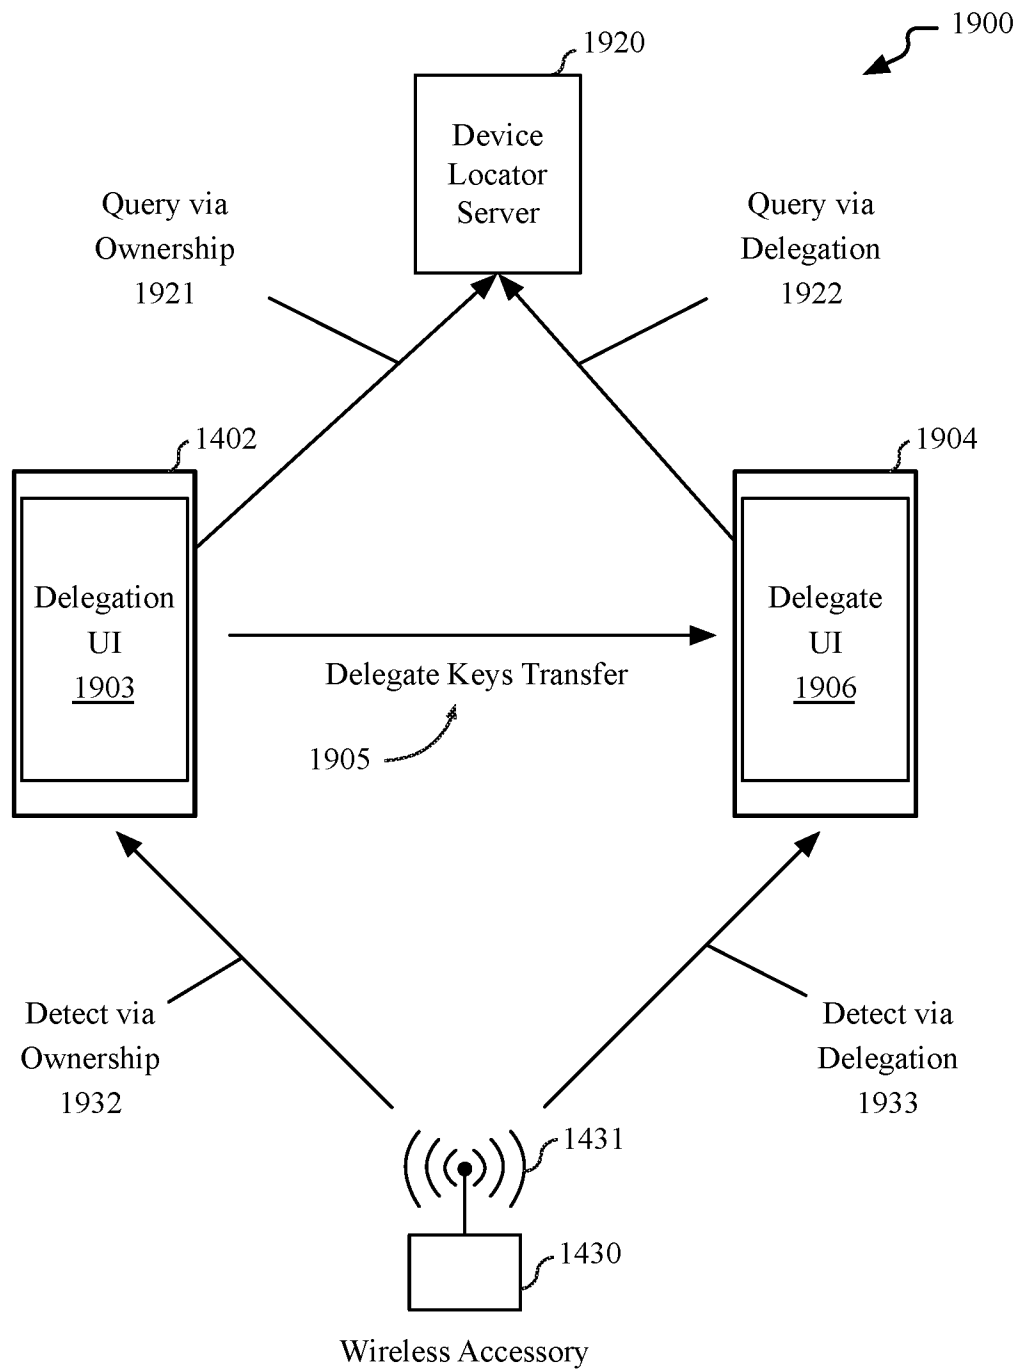 1900
1920
Device
Locator
Server
Query via
Ownership
1921
Query via
Delegation
1922
1402
1904
Delegation
UI
1903
Delegate
UI
1906
Delegate Keys Transfer
1905
Detect via
Ownership
1932
Detect via
Delegation
1933
1431
1430
Wireless Accessory